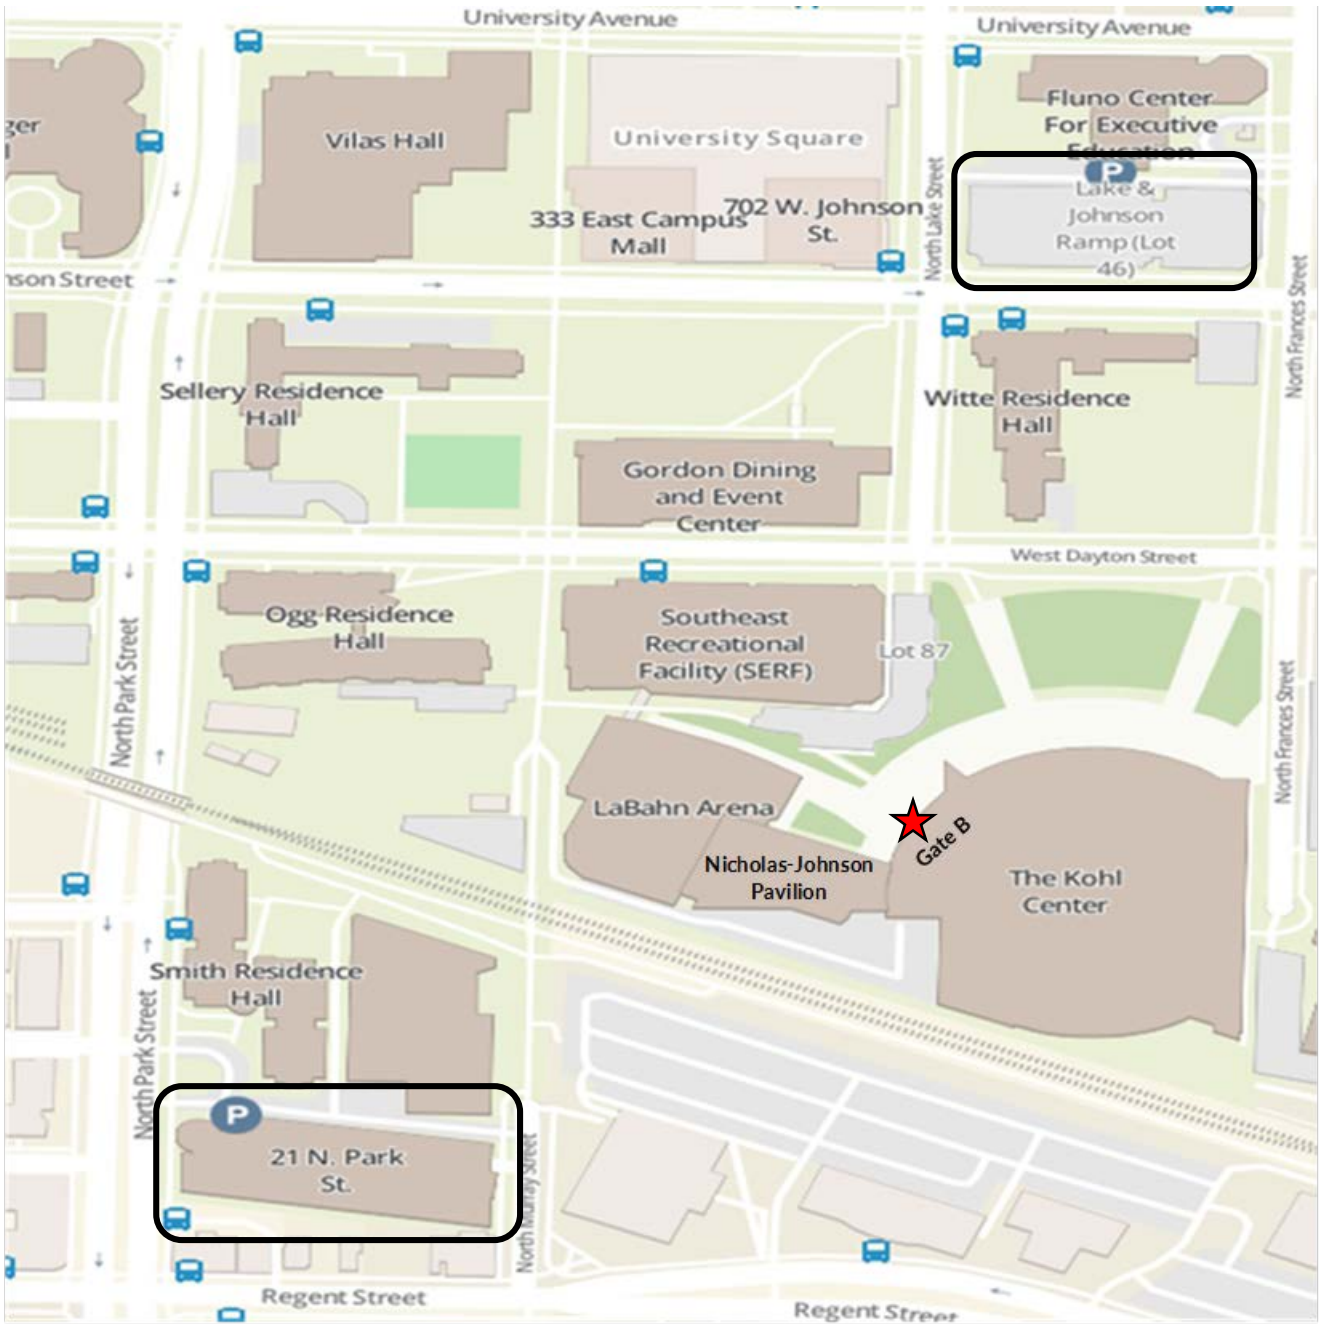 University Avenue
University Avenue
ger
l
Vilas Hall
University Square
Fluno Center
For Executive
Education
P
Lake &
Johnson
Ramp (Lot
46)
333 East Campus
Mall
702 W. Johnson
St.
North Lake Street
North Frances Street
nson Street
Sellery Residence
Hall
Witte Residence
Hall
Gordon Dining
and Event
Center
West Dayton Street
Ogg Residence
Hall
Southeast
Recreational
Facility (SERF)
Lot 87
North Park Street
North Frances Street
LaBahn Arena
Gate B
Nicholas-Johnson
Pavilion
The Kohl
Center
Smith Residence
Hall
North Park Street
P
21 N. Park
St.
North Murray Street
Regent Street
Regent Street